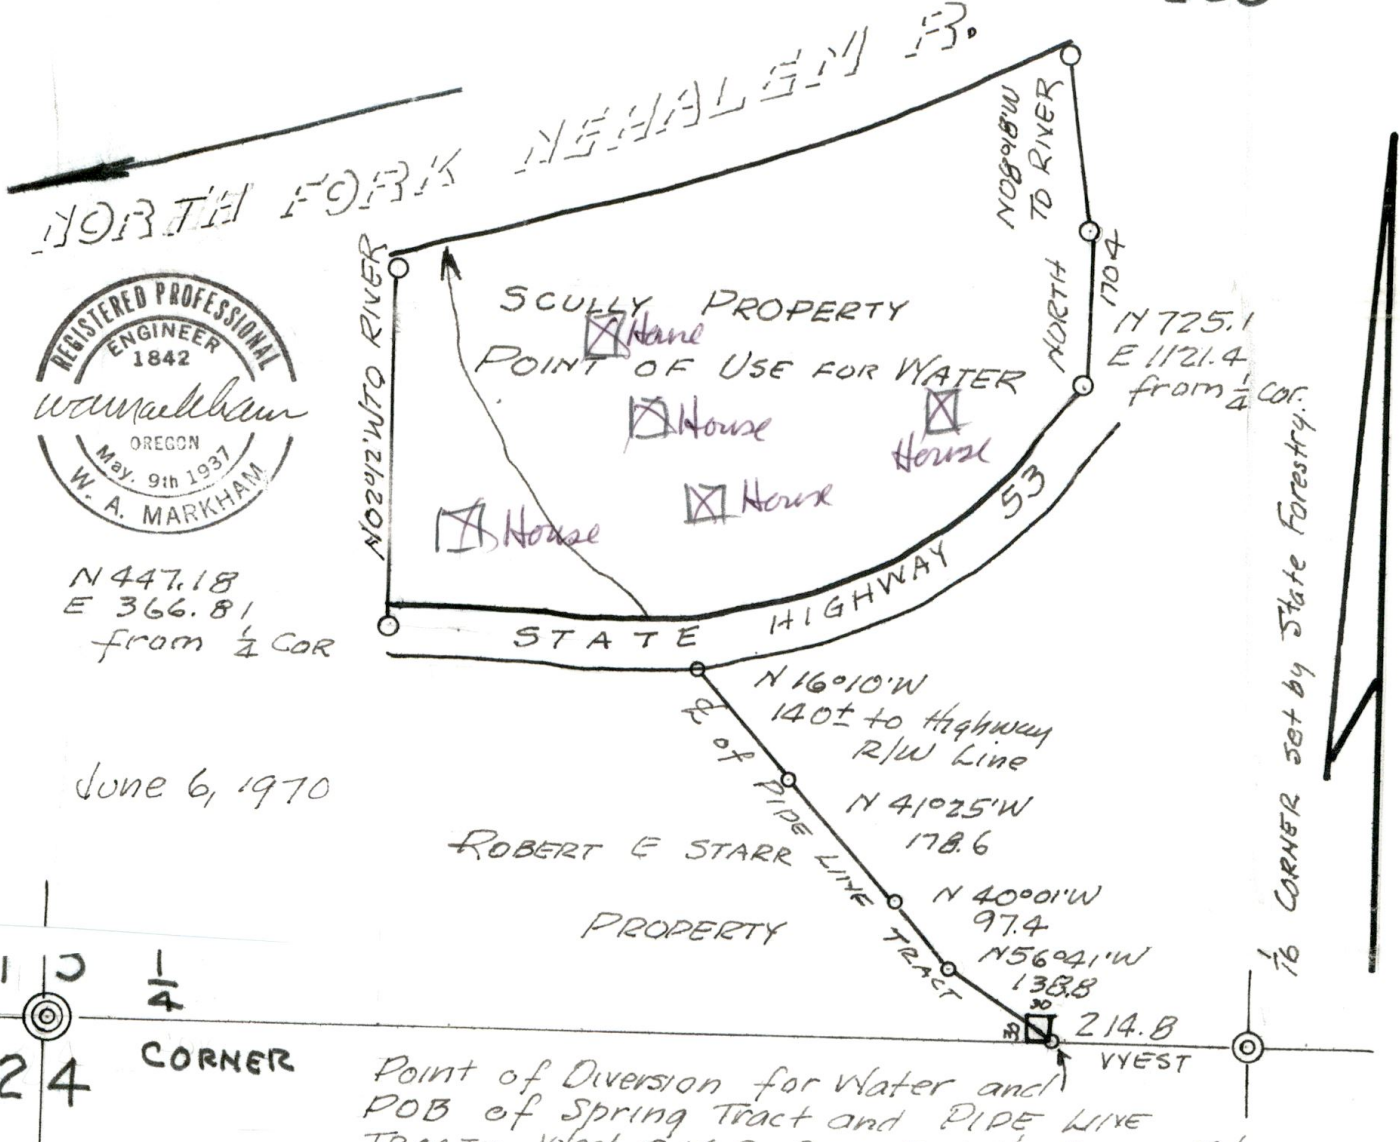 NORTH FORK NEHALEM R.
N08°18'W
TO RIVER
NORTH
170.4
N 725.1
E 1121.4
from 1/4 cor.
N02°12'W TO RIVER
REGISTERED PROFESSIONAL
ENGINEER
1842
OREGON
May. 9th 1937
W. A. MARKHAM
SCULLY PROPERTY
House
POINT OF USE FOR WATER
House
House
House
House
STATE HIGHWAY 53
N 447.18
E 366.81
from 1/4 COR
N 16°10'W
140± to Highway
R/W Line
June 6, 1970
of PIPE LINE TRACT
N 41°25'W
178.6
ROBERT E STARR
PROPERTY
N 40°01'W
97.4
N56°41'W
138.8
30
30
214.8
WEST
1/16 CORNER set by State Forestry.
1/4
CORNER
24
Point of Diversion for Water and
POB of Spring Tract and PIPE LINE